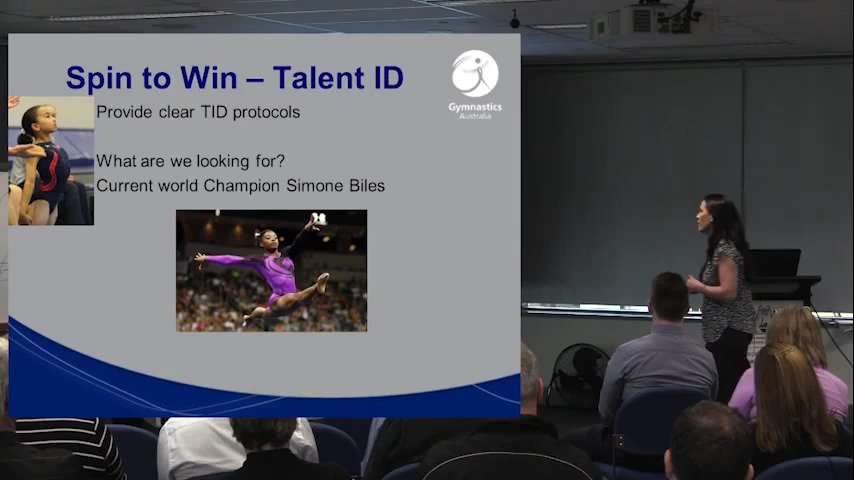 Spin to Win – Talent ID
Gymnastics
Australia
Provide clear TID protocols
What are we looking for?
Current world Champion Simone Biles